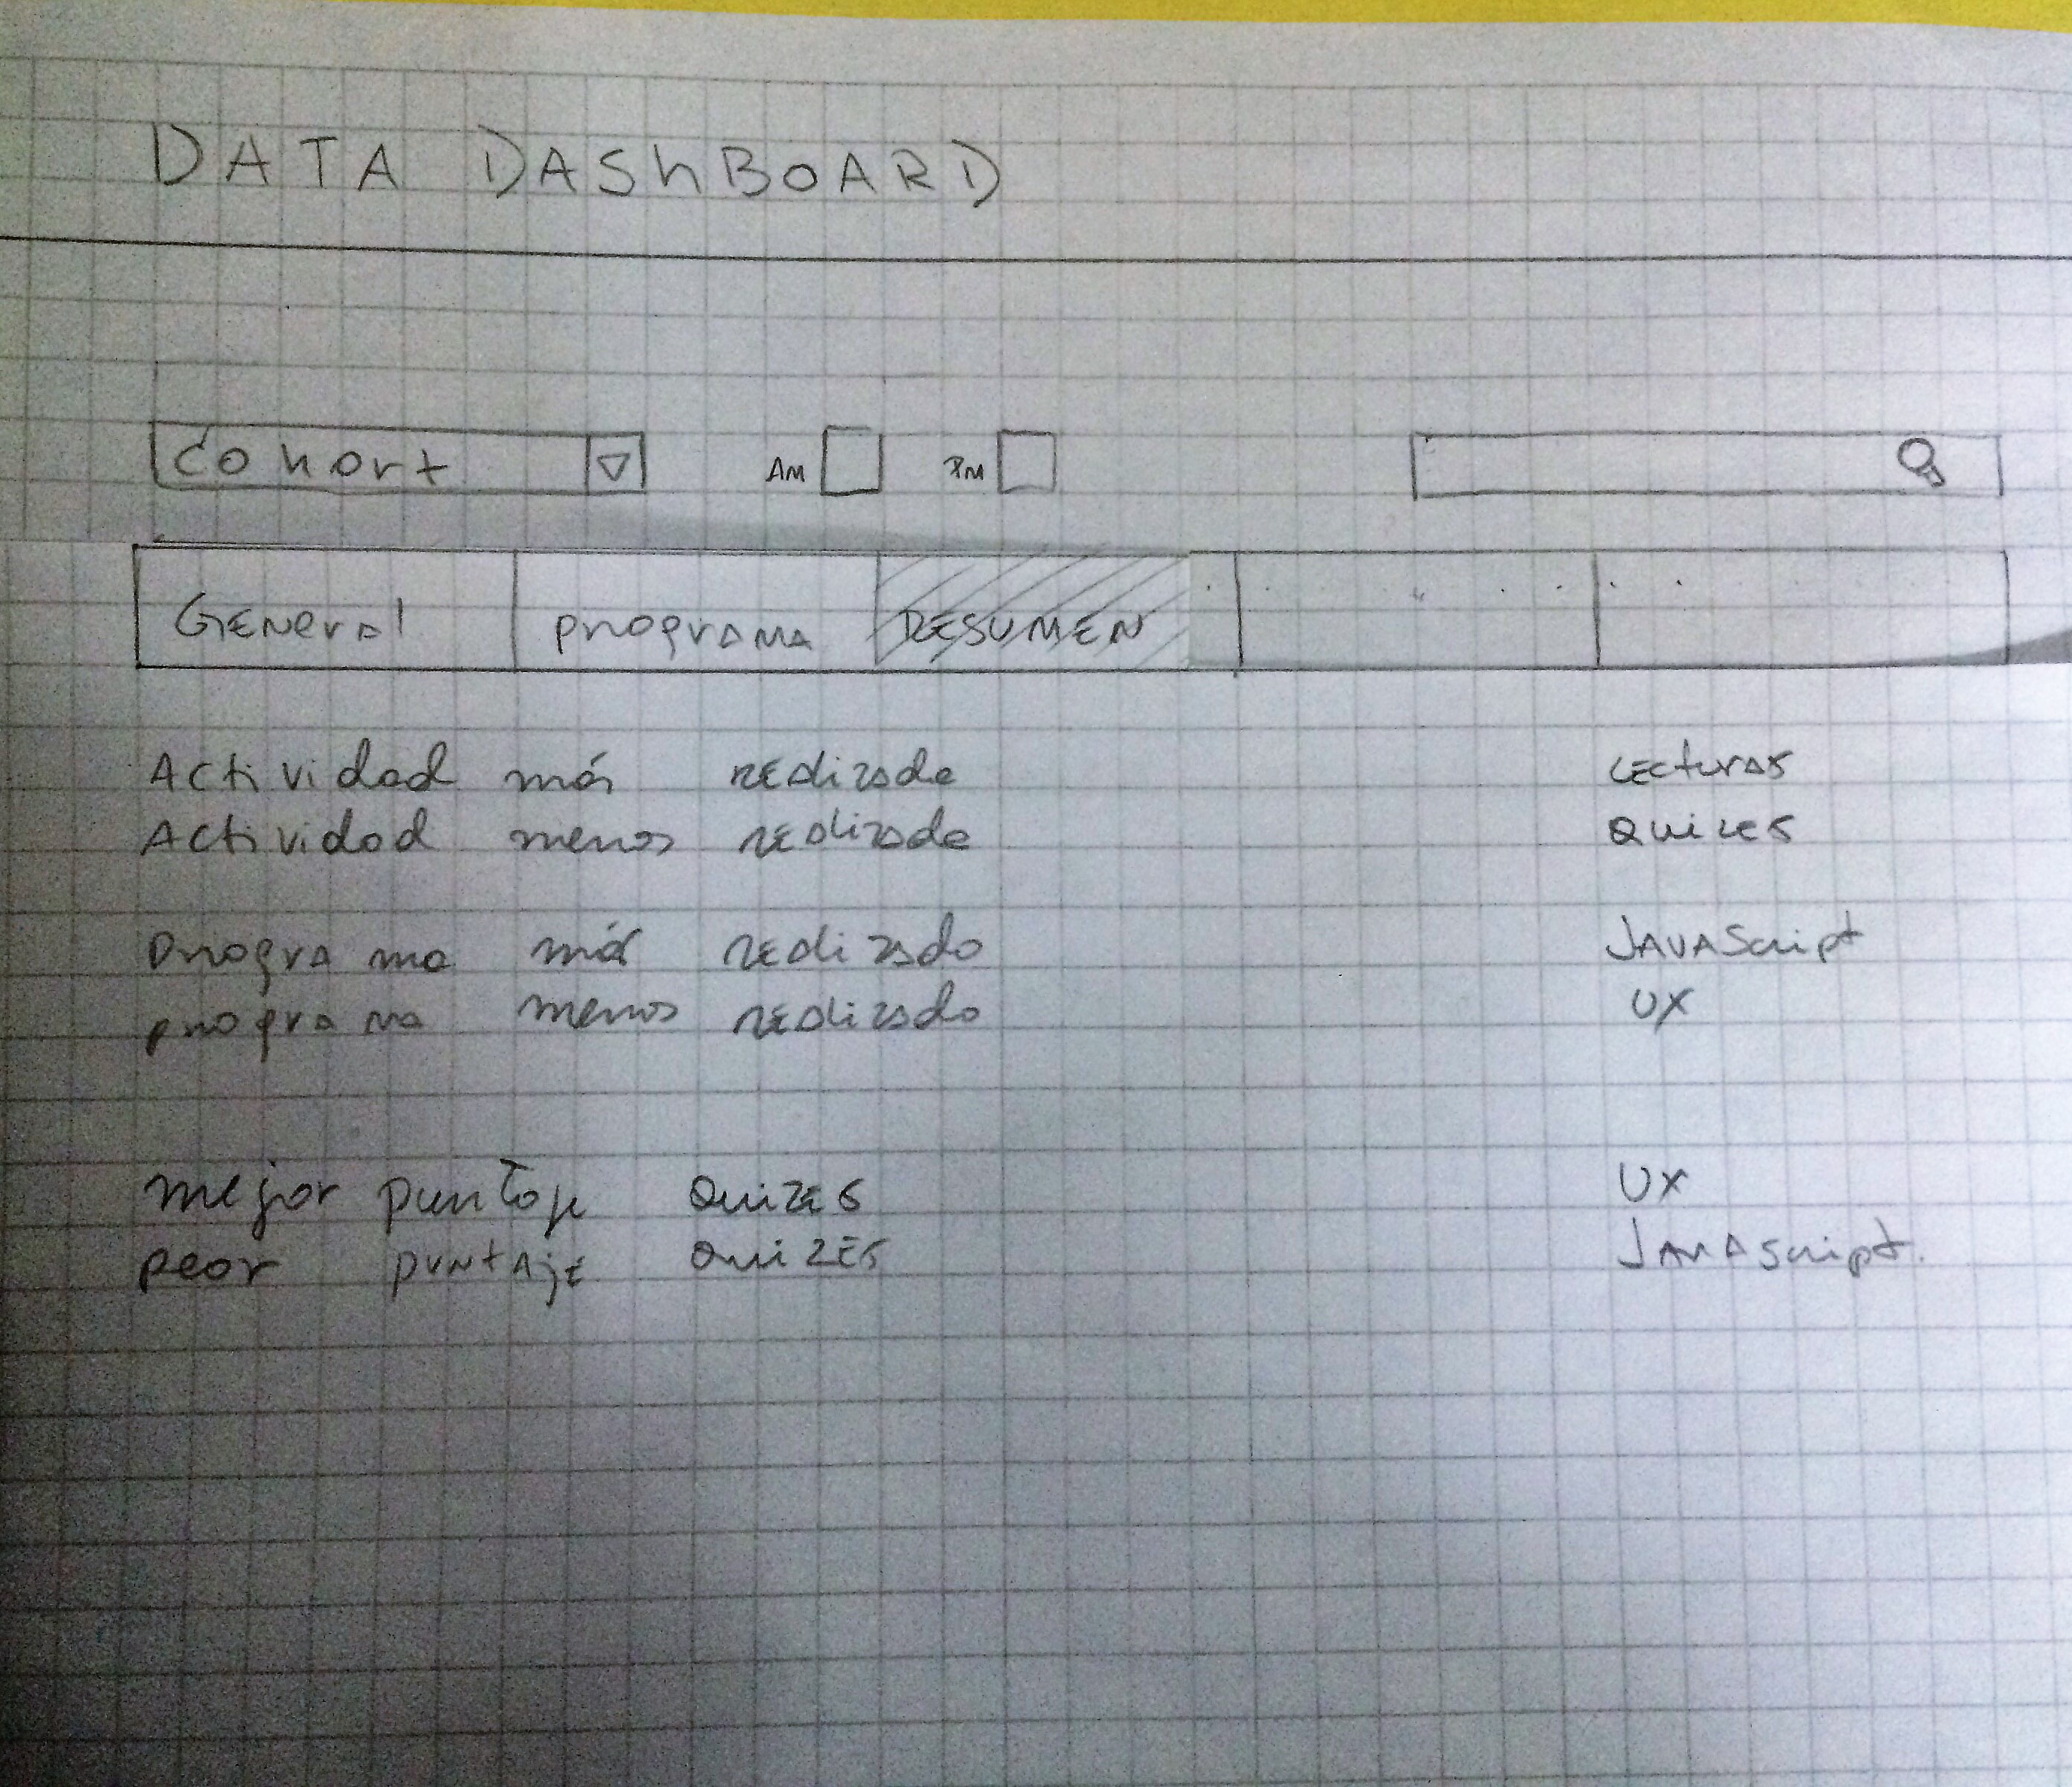 DATA DASHBOARD
Cohort AM PM
General programa RESUMEN
Actividad más realizada Lecturas
Actividad menos realizada Quizes
programa más realizado JAVAScript
programa menos realizado UX
mejor puntaje Quizes UX
peor puntaje Quizes JAVAScript.